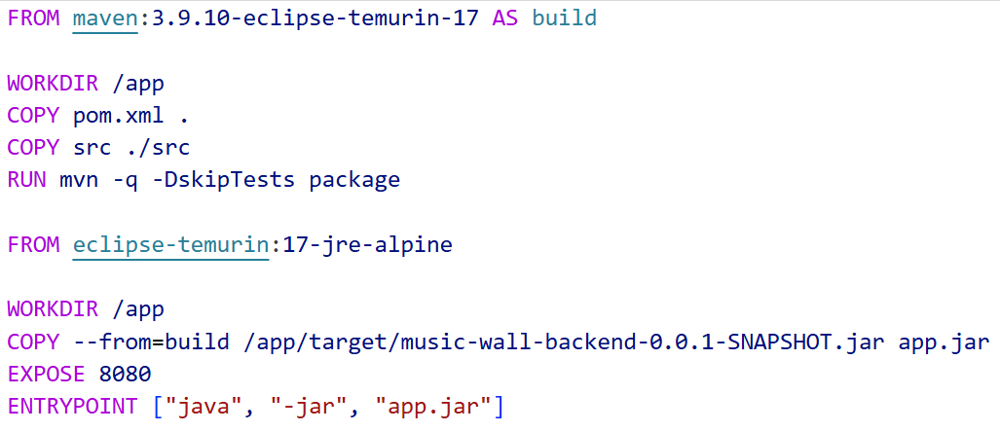 FROM maven:3.9.10-eclipse-temurin-17 AS build
WORKDIR /app
COPY pom.xml .
COPY src ./src
RUN mvn -q -DskipTests package
FROM eclipse-temurin:17-jre-alpine
WORKDIR /app
COPY --from=build /app/target/music-wall-backend-0.0.1-SNAPSHOT.jar app.jar
EXPOSE 8080
ENTRYPOINT ["java", "-jar", "app.jar"]